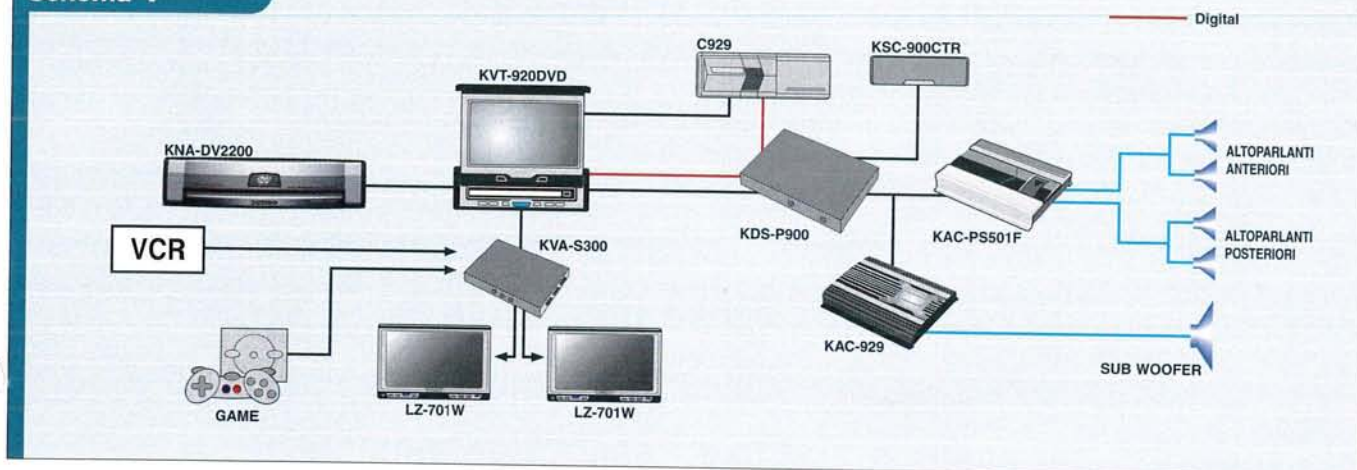 Digital
C929
KSC-900CTR
KVT-920DVD
KNA-DV2200
ALTOPARLANTI
ANTERIORI
VCR
KVA-S300
KDS-P900
KAC-PS501F
ALTOPARLANTI
POSTERIORI
KAC-929
SUB WOOFER
GAME
LZ-701W
LZ-701W